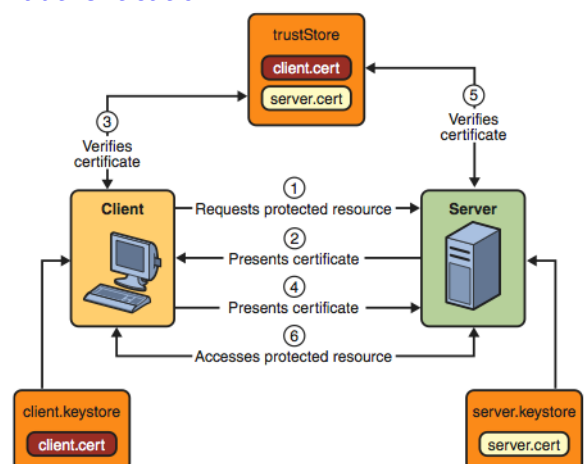 trustStore
client.cert
server.cert
3
Verifies
certificate
5
Verifies
certificate
Client
Server
1
Requests protected resource
2
Presents certificate
4
Presents certificate
6
Accesses protected resource
client.keystore
client.cert
server.keystore
server.cert